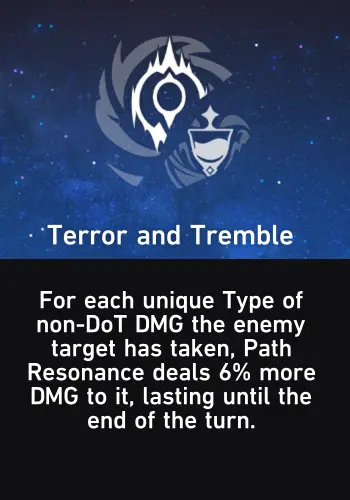 Terror and Tremble
For each unique Type of
non-DoT DMG the enemy
target has taken, Path
Resonance deals 6% more
DMG to it, lasting until the
end of the turn.